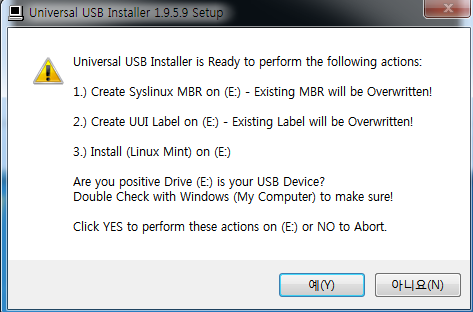 Universal USB Installer 1.9.5.9 Setup
Universal USB Installer is Ready to perform the following actions:
1.) Create Syslinux MBR on (E:) - Existing MBR will be Overwritten!
2.) Create UUI Label on (E:) - Existing Label will be Overwritten!
3.) Install (Linux Mint) on (E:)
Are you positive Drive (E:) is your USB Device?
Double Check with Windows (My Computer) to make sure!
Click YES to perform these actions on (E:) or NO to Abort.
예(Y) 아니요(N)